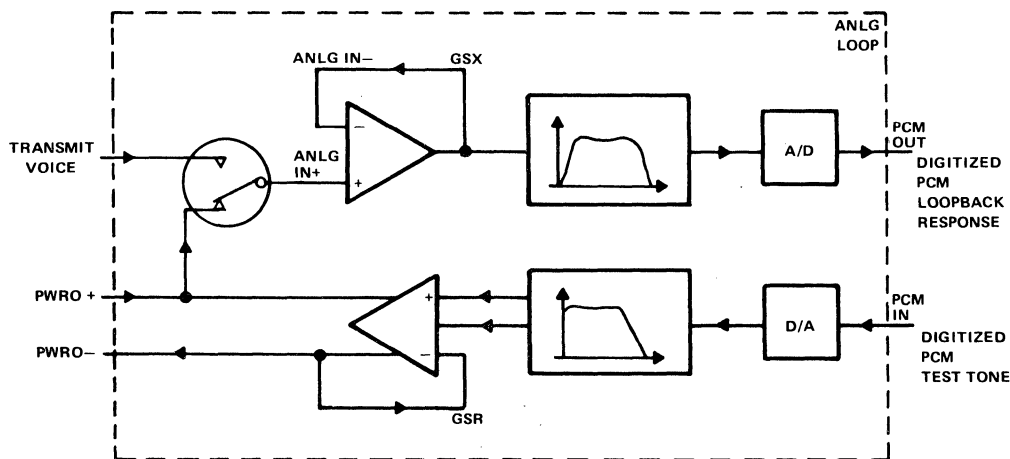 ANLG
LOOP
ANLG IN−
GSX
TRANSMIT
VOICE
ANLG
IN+
−
+
A/D
PCM
OUT
DIGITIZED
PCM
LOOPBACK
RESPONSE
PWRO +
PWRO−
+
−
GSR
D/A
PCM
IN
DIGITIZED
PCM
TEST TONE